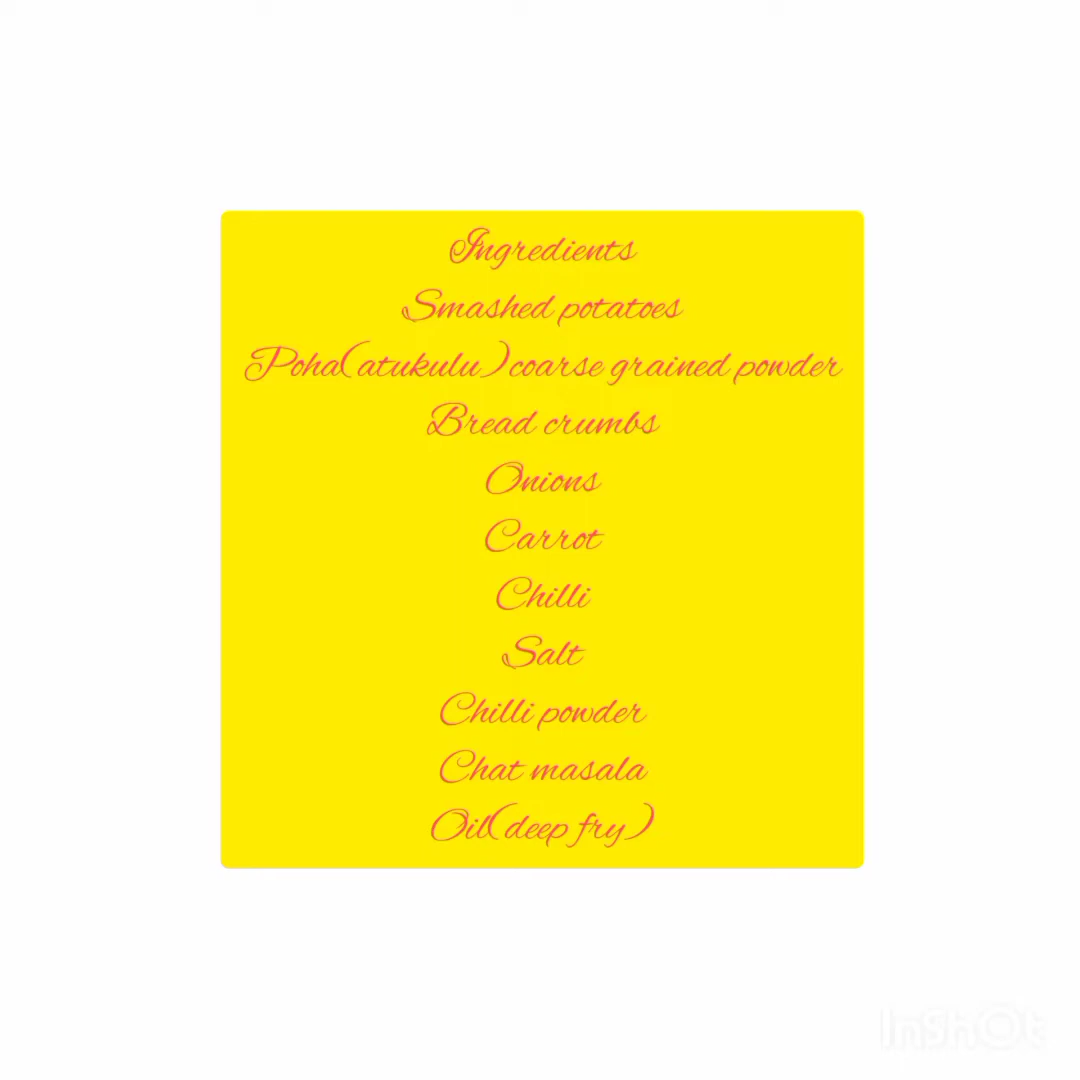 Ingredients
Smashed potatoes
Poha(atukulu)coarse grained powder
Bread crumbs
Onions
Carrot
Chilli
Salt
Chilli powder
Chat masala
Oil(deep fry)
InShOt